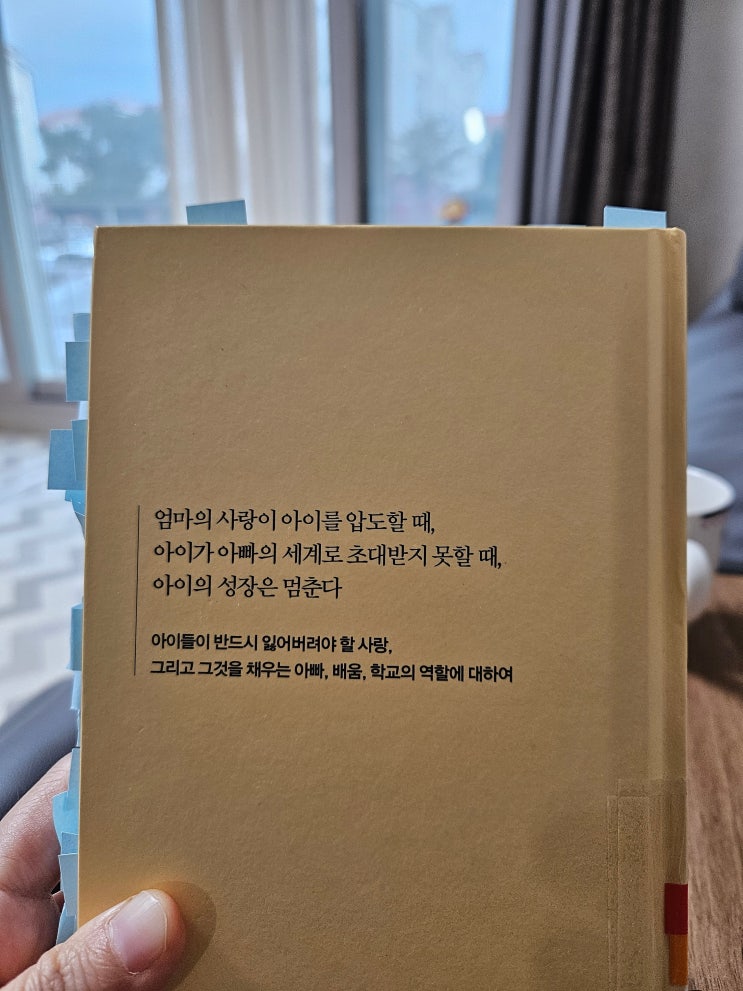 엄마의 사랑이 아이를 압도할 때,
아이가 아빠의 세계로 초대받지 못할 때,
아이의 성장은 멈춘다
아이들이 반드시 잃어버려야 할 사랑,
그리고 그것을 채우는 아빠, 배움, 학교의 역할에 대하여